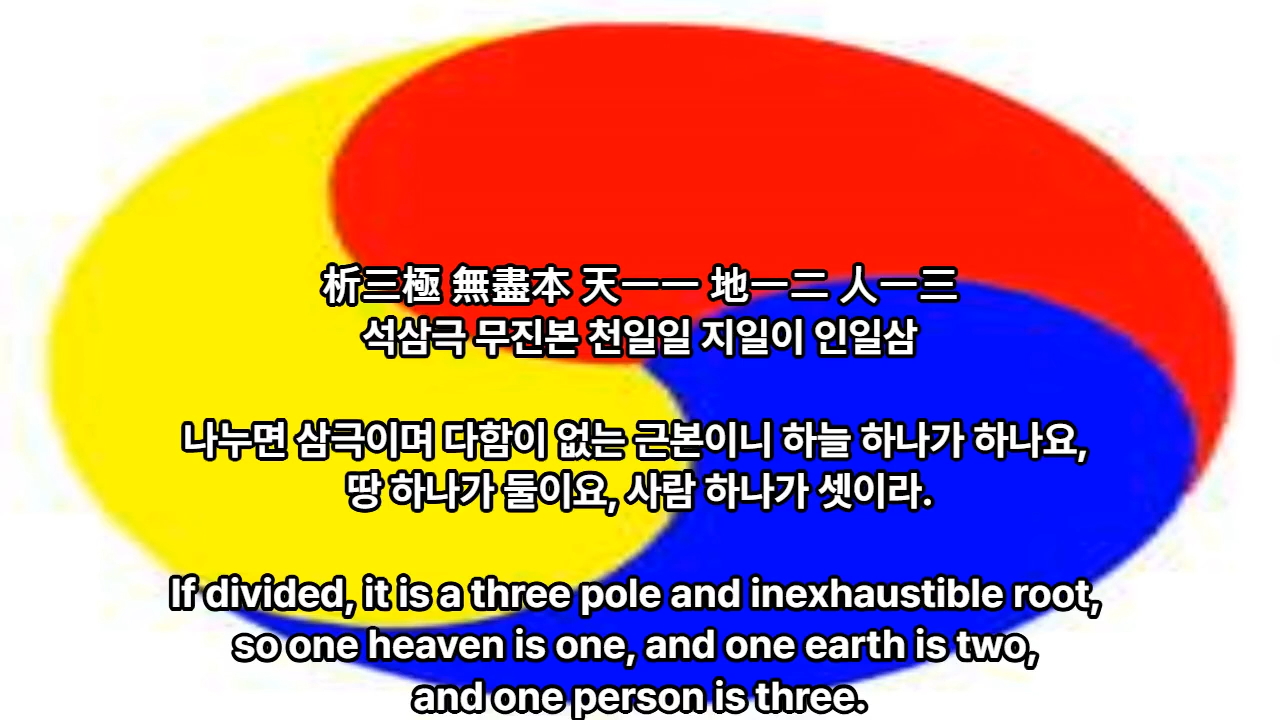 析三極 無盡本 天一一 地一二 人一三
석삼극 무진본 천일일 지일이 인일삼
나누면 삼극이며 다함이 없는 근본이니 하늘 하나가 하나요,
땅 하나가 둘이요, 사람 하나가 셋이라.
If divided, it is a three pole and inexhaustible root,
so one heaven is one, and one earth is two,
and one person is three.